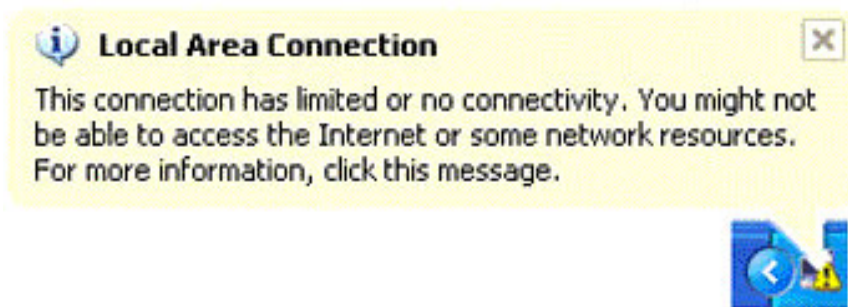 Local Area Connection
This connection has limited or no connectivity. You might not
be able to access the Internet or some network resources.
For more information, click this message.